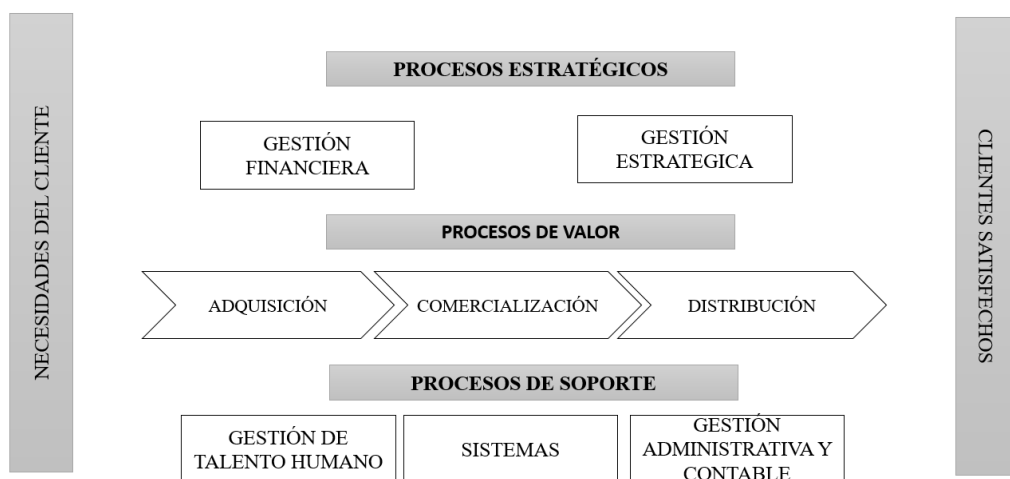 NECESIDADES DEL CLIENTE
PROCESOS ESTRATÉGICOS
GESTIÓN
FINANCIERA
GESTIÓN
ESTRATEGICA
PROCESOS DE VALOR
ADQUISICIÓN
COMERCIALIZACIÓN
DISTRIBUCIÓN
PROCESOS DE SOPORTE
GESTIÓN DE
TALENTO HUMANO
SISTEMAS
GESTIÓN
ADMINISTRATIVA Y
CONTABLE
CLIENTES SATISFECHOS